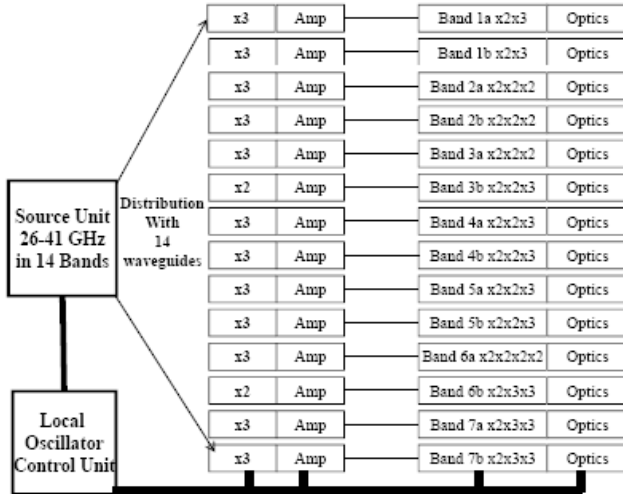 x3 Amp Band 1a x2x3 Optics
x3 Amp Band 1b x2x3 Optics
x3 Amp Band 2a x2x2x2 Optics
x3 Amp Band 2b x2x2x2 Optics
x3 Amp Band 3a x2x2x2 Optics
x2 Amp Band 3b x2x2x3 Optics
x3 Amp Band 4a x2x2x3 Optics
x3 Amp Band 4b x2x2x3 Optics
x3 Amp Band 5a x2x2x3 Optics
x3 Amp Band 5b x2x2x3 Optics
x3 Amp Band 6a x2x2x2x2 Optics
x2 Amp Band 6b x2x3x3 Optics
x3 Amp Band 7a x2x3x3 Optics
x3 Amp Band 7b x2x3x3 Optics
Source Unit
26-41 GHz
in 14 Bands
Distribution
With
14
waveguides
Local
Oscillator
Control Unit